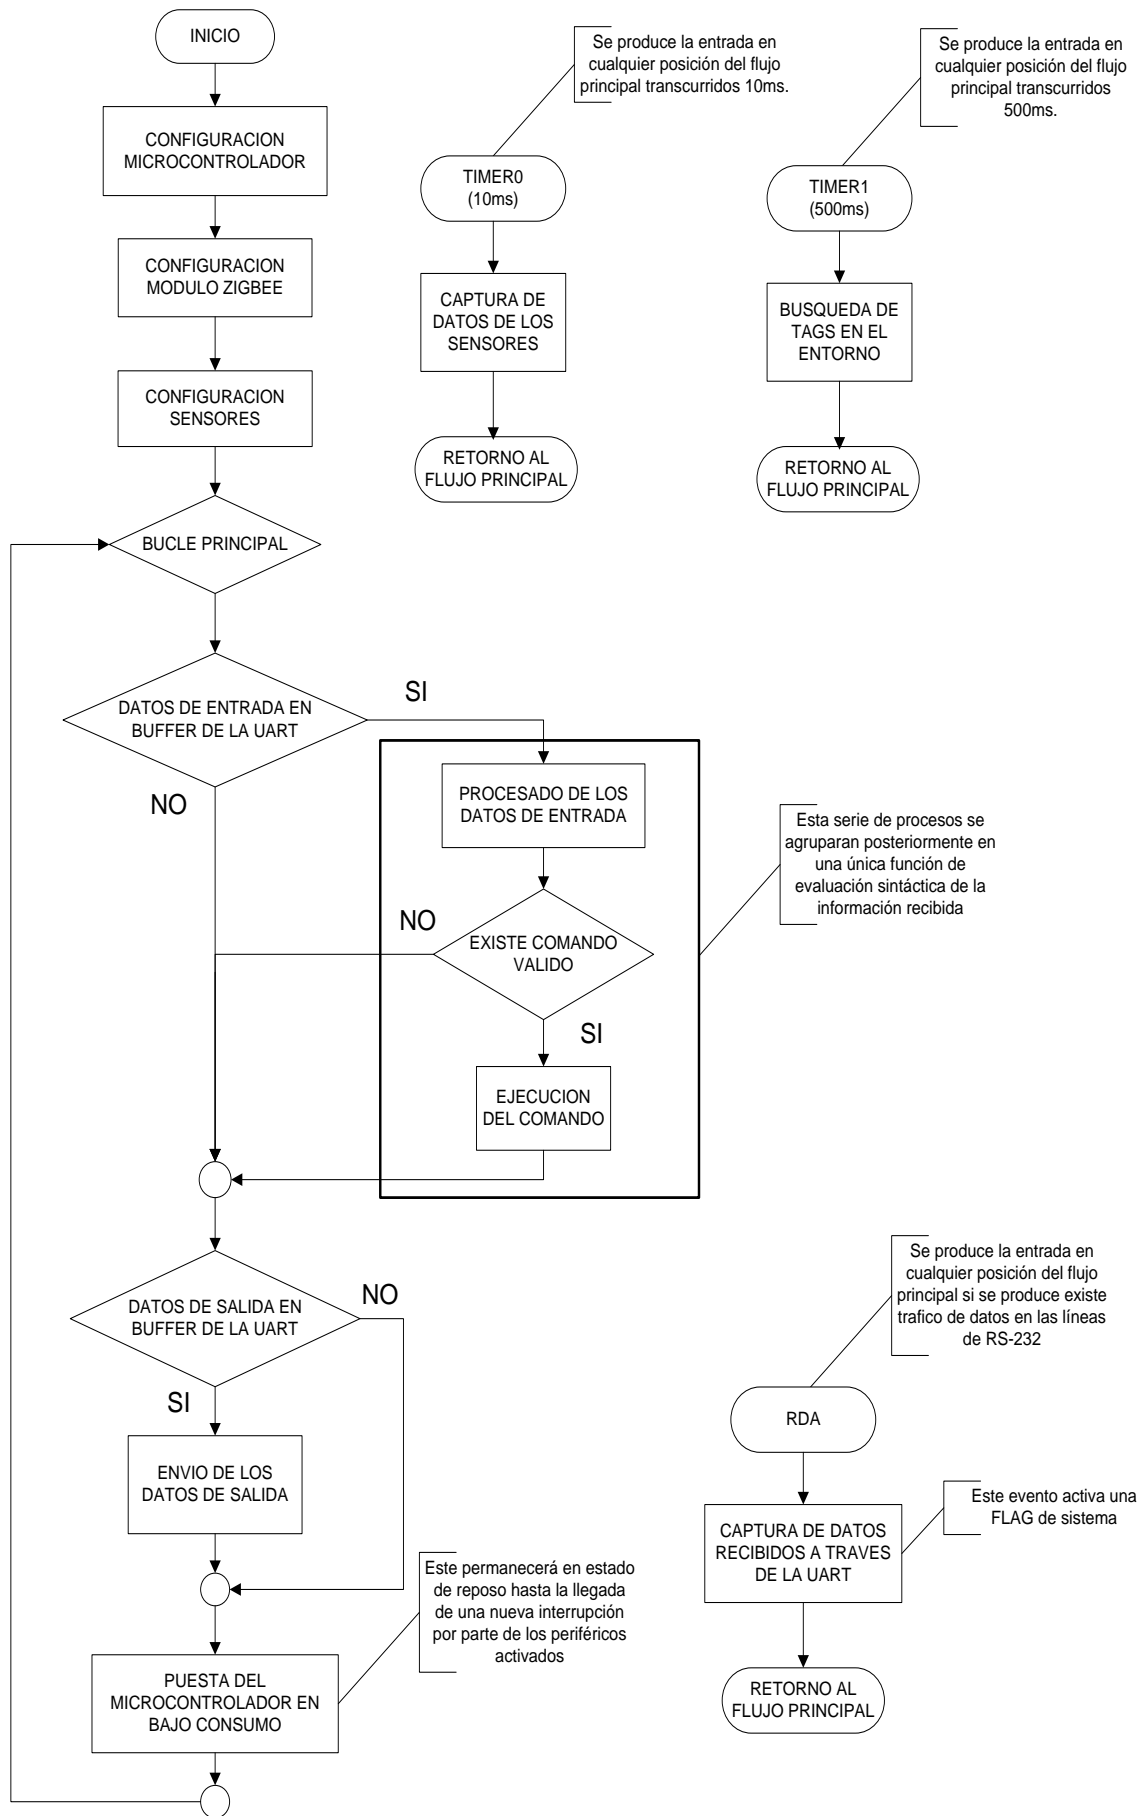 INICIO
CONFIGURACION
MICROCONTROLADOR
CONFIGURACION
MODULO ZIGBEE
CONFIGURACION
SENSORES
BUCLE PRINCIPAL
DATOS DE ENTRADA EN
BUFFER DE LA UART
SI
NO
PROCESADO DE LOS
DATOS DE ENTRADA
EXISTE COMANDO
VALIDO
NO
SI
EJECUCION
DEL COMANDO
Esta serie de procesos se
agruparan posteriormente en
una única función de
evaluación sintáctica de la
información recibida
DATOS DE SALIDA EN
BUFFER DE LA UART
NO
SI
ENVIO DE LOS
DATOS DE SALIDA
PUESTA DEL
MICROCONTROLADOR EN
BAJO CONSUMO
Este permanecerá en estado
de reposo hasta la llegada
de una nueva interrupción
por parte de los periféricos
activados
Se produce la entrada en
cualquier posición del flujo
principal transcurridos 10ms.
TIMER0
(10ms)
CAPTURA DE
DATOS DE LOS
SENSORES
RETORNO AL
FLUJO PRINCIPAL
Se produce la entrada en
cualquier posición del flujo
principal transcurridos
500ms.
TIMER1
(500ms)
BUSQUEDA DE
TAGS EN EL
ENTORNO
RETORNO AL
FLUJO PRINCIPAL
Se produce la entrada en
cualquier posición del flujo
principal si se produce existe
trafico de datos en las líneas
de RS-232
RDA
CAPTURA DE DATOS
RECIBIDOS A TRAVES
DE LA UART
Este evento activa una
FLAG de sistema
RETORNO AL
FLUJO PRINCIPAL